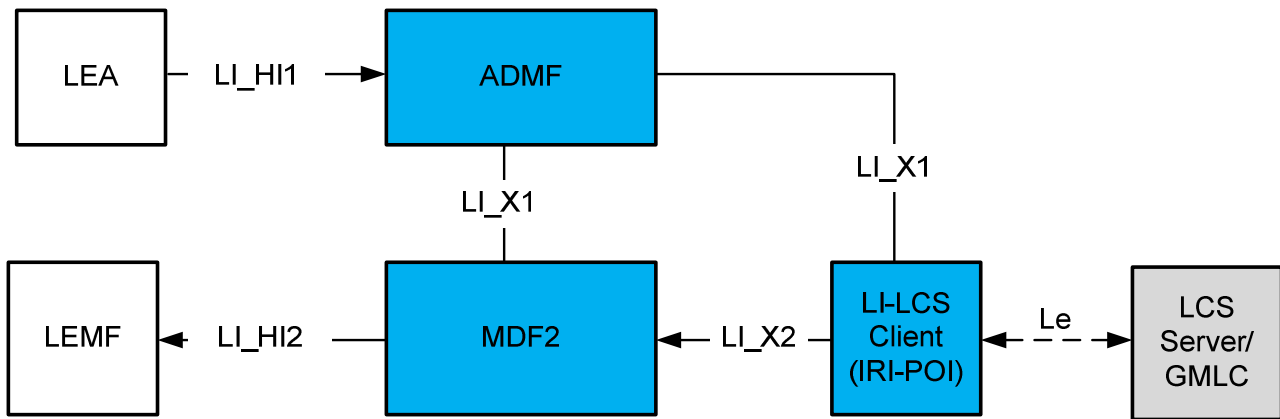 LEA
LI_HI1
ADMF
LI_X1
LI_X1
LEMF
LI_HI2
MDF2
LI_X2
LI-LCS
Client
(IRI-POI)
Le
LCS
Server/
GMLC